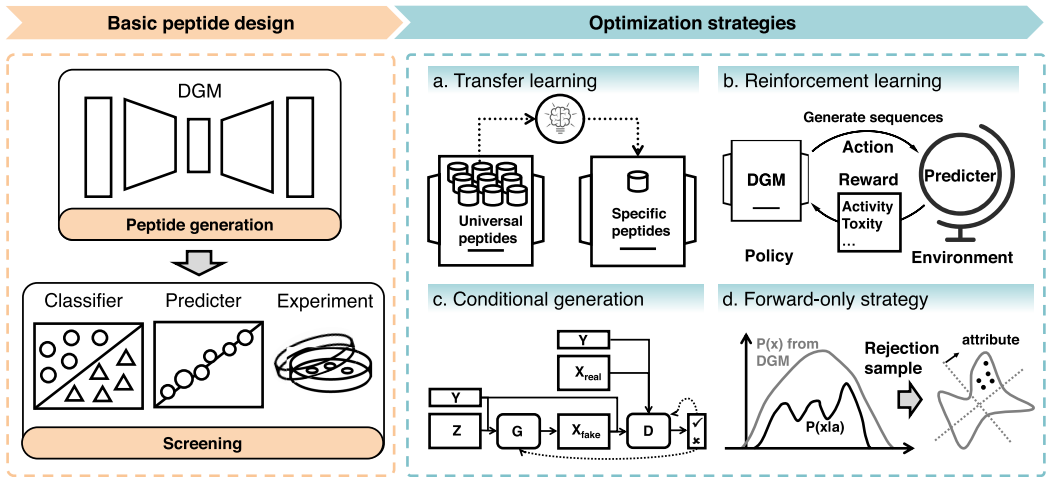 Basic peptide design
Optimization strategies
DGM
Peptide generation
Classifier
Predicter
Experiment
Screening
a. Transfer learning
Universal
peptides
Specific
peptides
b. Reinforcement learning
Generate sequences
Action
DGM
Reward
Activity
Toxity
...
Predicter
Policy
Environment
c. Conditional generation
Y
Xreal
Y
Z
G
Xfake
D
d. Forward-only strategy
P(x) from
DGM
P(x|a)
Rejection
sample
attribute